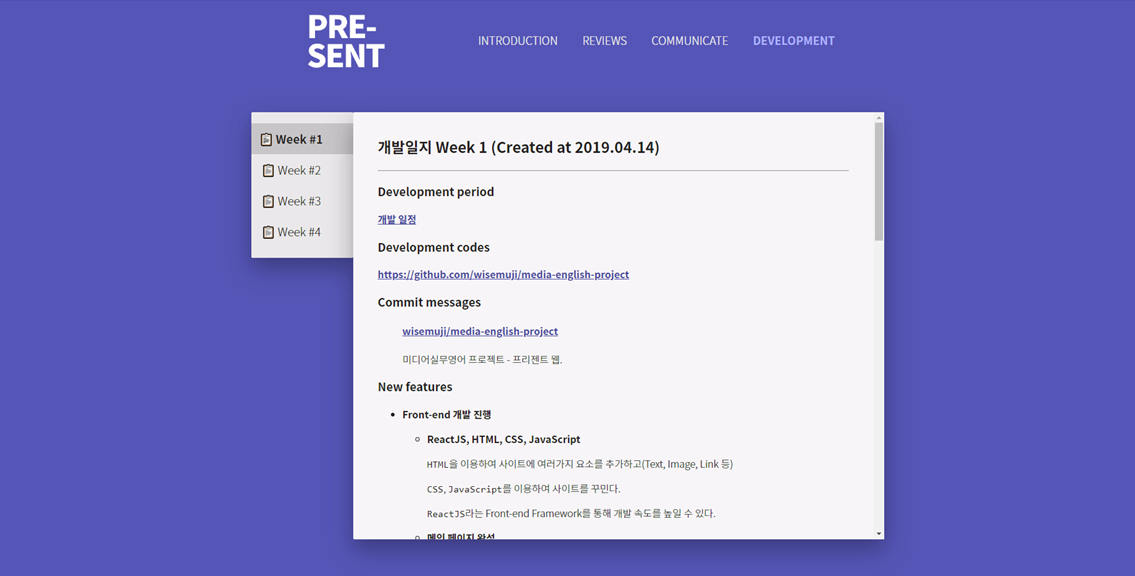 PRE-
SENT
INTRODUCTION REVIEWS COMMUNICATE DEVELOPMENT
Week #1
Week #2
Week #3
Week #4
개발일지 Week 1 (Created at 2019.04.14)
Development period
개발 일정
Development codes
https://github.com/wisemuji/media-english-project
Commit messages
wisemuji/media-english-project
미디어실무영어 프로젝트 - 프리젠트 웹.
New features
Front-end 개발 진행
ReactJS, HTML, CSS, JavaScript
HTML을 이용하여 사이트에 여러가지 요소를 추가하고(Text, Image, Link 등)
CSS, JavaScript를 이용하여 사이트를 꾸민다.
ReactJS라는 Front-end Framework를 통해 개발 속도를 높일 수 있다.
메인 페이지 완성